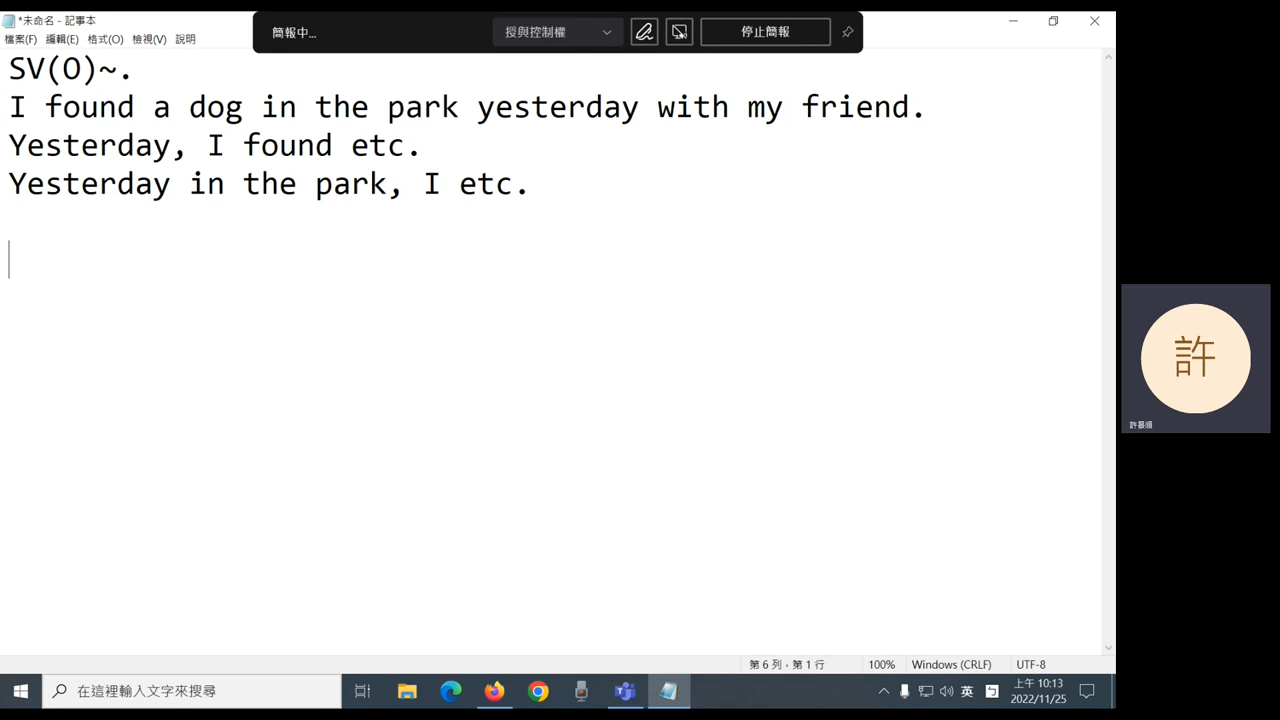 *未命名 - 記事本
檔案(F) 編輯(E) 格式(O) 檢視(V) 說明
簡報中...
授與控制權
停止簡報
SV(O)~.
I found a dog in the park yesterday with my friend.
Yesterday, I found etc.
Yesterday in the park, I etc.
許
許景順
第 6 列，第 1 行
100%
Windows (CRLF)
UTF-8
在這裡輸入文字來搜尋
英
ㄅ
上午 10:13
2022/11/25